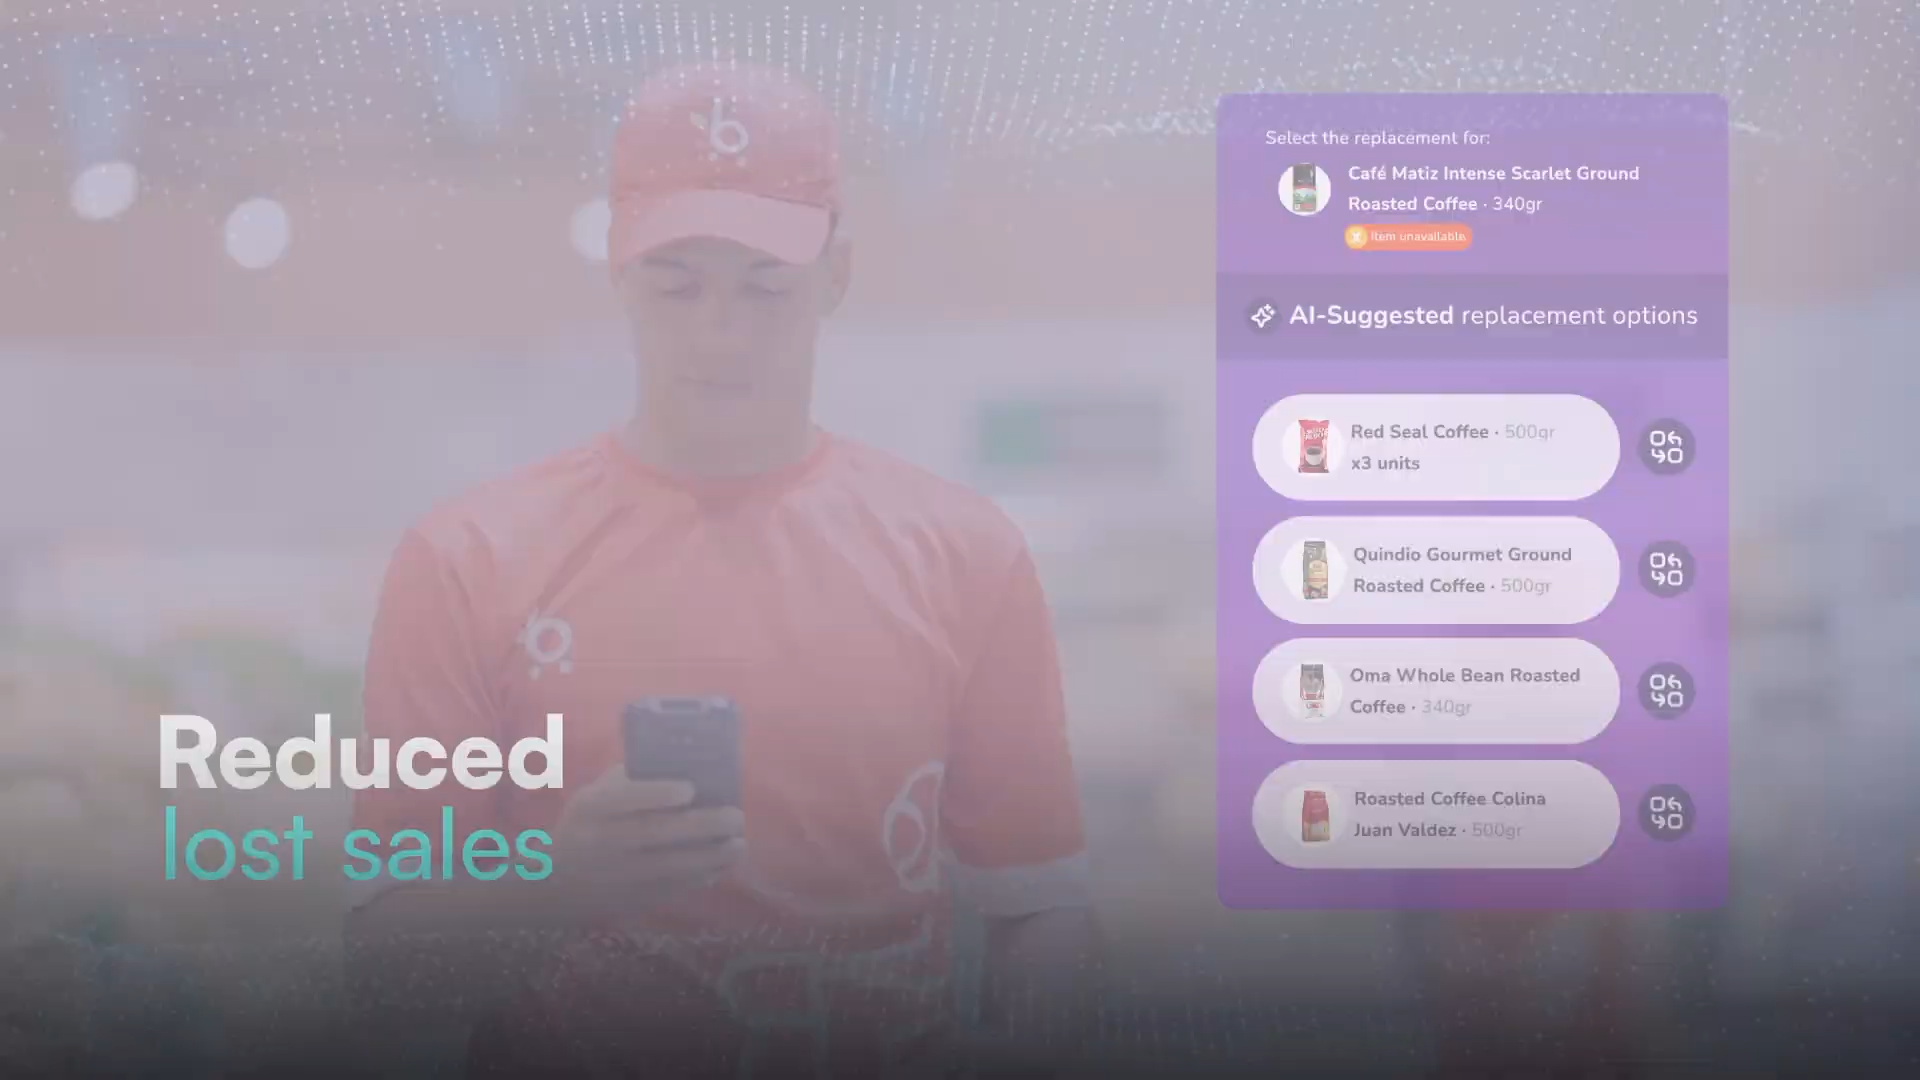 Select the replacement for:
Café Matiz Intense Scarlet Ground
Roasted Coffee · 340gr
Item unavailable
AI-Suggested replacement options
Red Seal Coffee · 500gr
x3 units
Quindio Gourmet Ground
Roasted Coffee · 500gr
Oma Whole Bean Roasted
Coffee · 340gr
Roasted Coffee Colina
Juan Valdez · 500gr
Reduced
lost sales